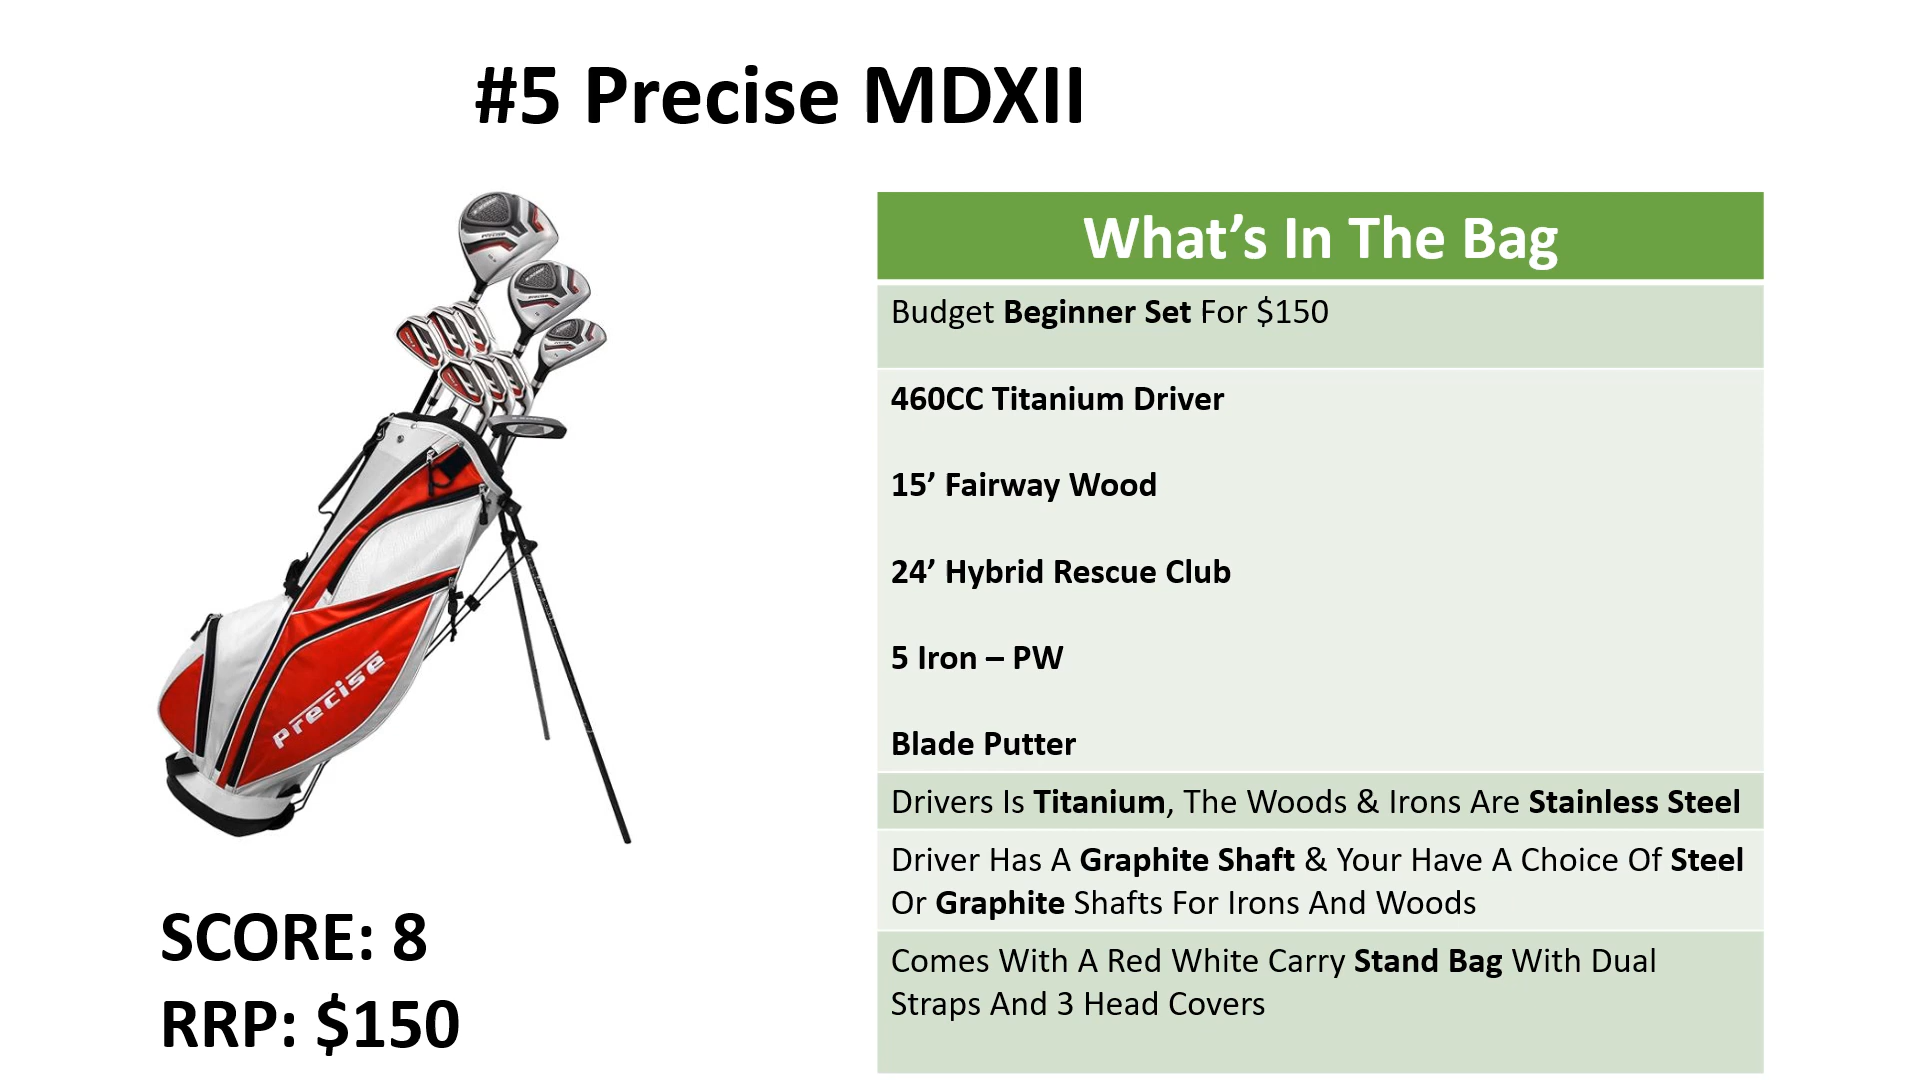 #5 Precise MDXII
What’s In The Bag
Budget Beginner Set For $150
460CC Titanium Driver
15’ Fairway Wood
24’ Hybrid Rescue Club
5 Iron – PW
Blade Putter
Drivers Is Titanium, The Woods & Irons Are Stainless Steel
Driver Has A Graphite Shaft & Your Have A Choice Of Steel
Or Graphite Shafts For Irons And Woods
Comes With A Red White Carry Stand Bag With Dual
Straps And 3 Head Covers
precise
SCORE: 8
RRP: $150